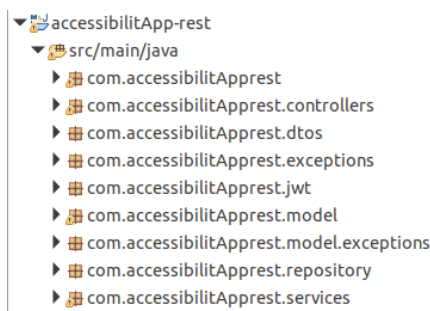 accessibilitApp-rest
src/main/java
com.accessibilitApprest
com.accessibilitApprest.controllers
com.accessibilitApprest.dtos
com.accessibilitApprest.exceptions
com.accessibilitApprest.jwt
com.accessibilitApprest.model
com.accessibilitApprest.model.exceptions
com.accessibilitApprest.repository
com.accessibilitApprest.services